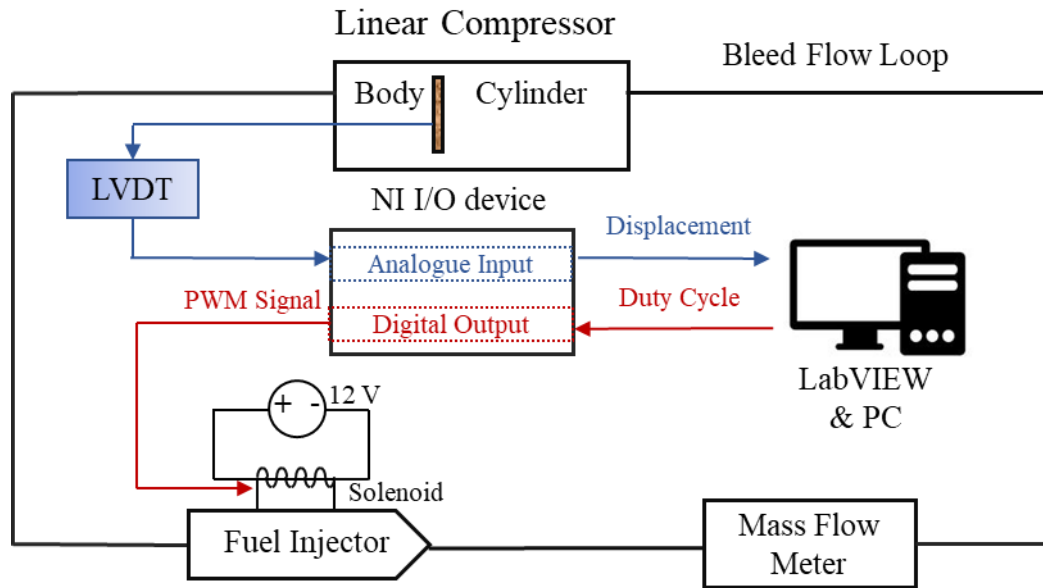 Linear Compressor
Bleed Flow Loop
Body
Cylinder
LVDT
NI I/O device
Displacement
Analogue Input
PWM Signal
Duty Cycle
Digital Output
LabVIEW
& PC
+ - 12 V
Solenoid
Fuel Injector
Mass Flow
Meter